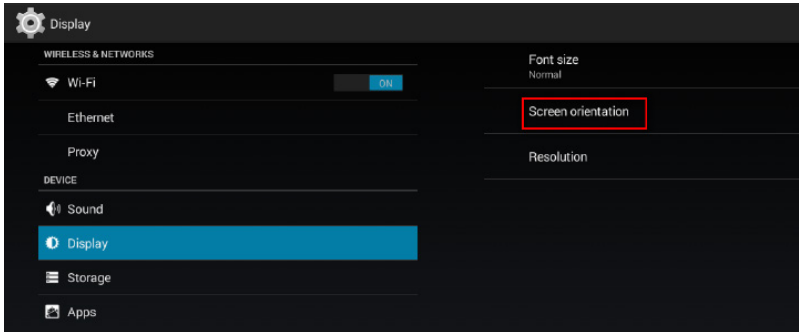 Display
WIRELESS & NETWORKS
Wi-Fi
ON
Ethernet
Proxy
DEVICE
Sound
Display
Storage
Apps
Font size
Normal
Screen orientation
Resolution